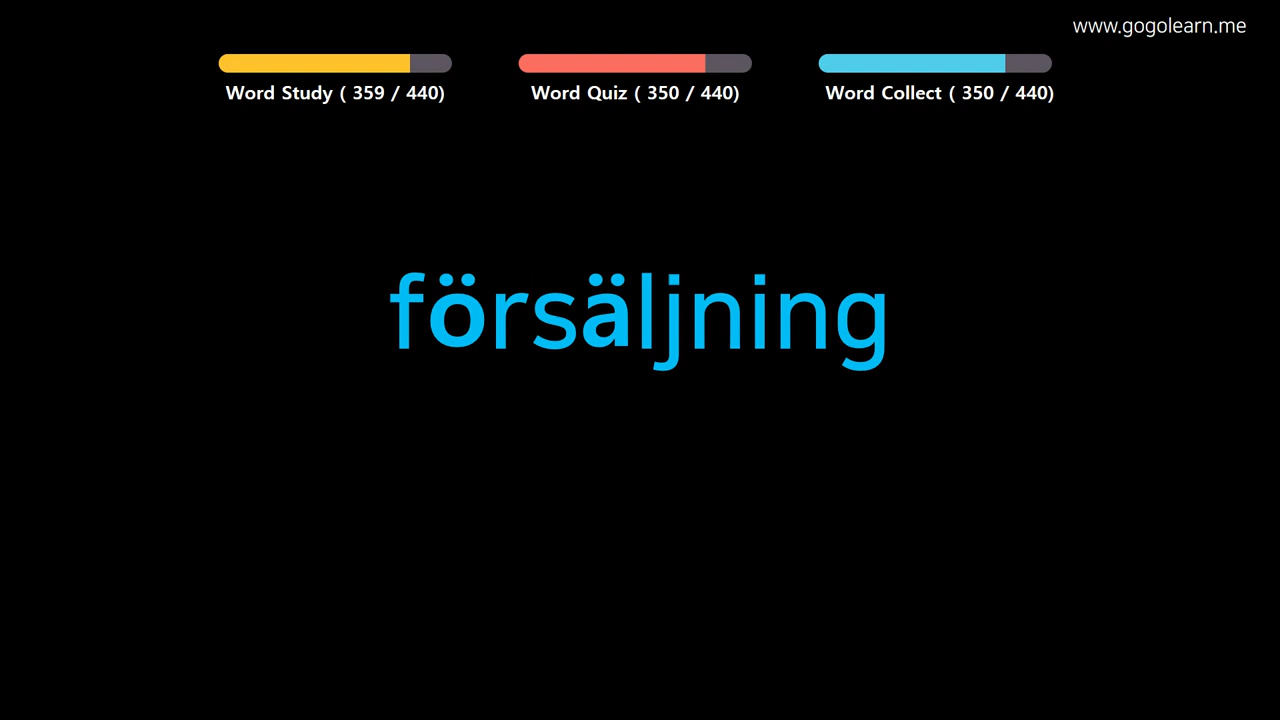 www.gogolearn.me
Word Study ( 359 / 440)
Word Quiz ( 350 / 440)
Word Collect ( 350 / 440)
försäljning